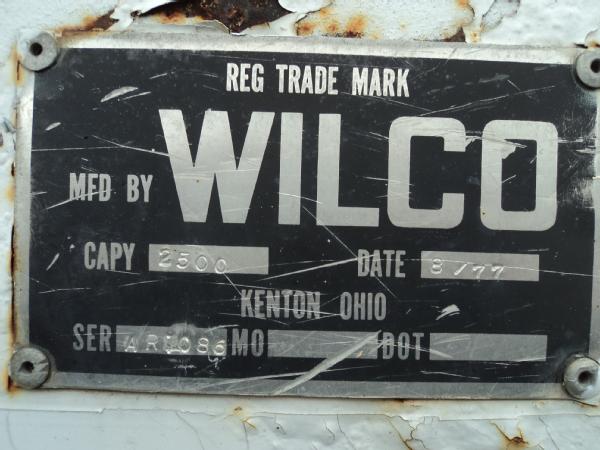 REG TRADE MARK
MFD BY WILCO
CAPY 2500 DATE 8/77
KENTON OHIO
SER MO DOT